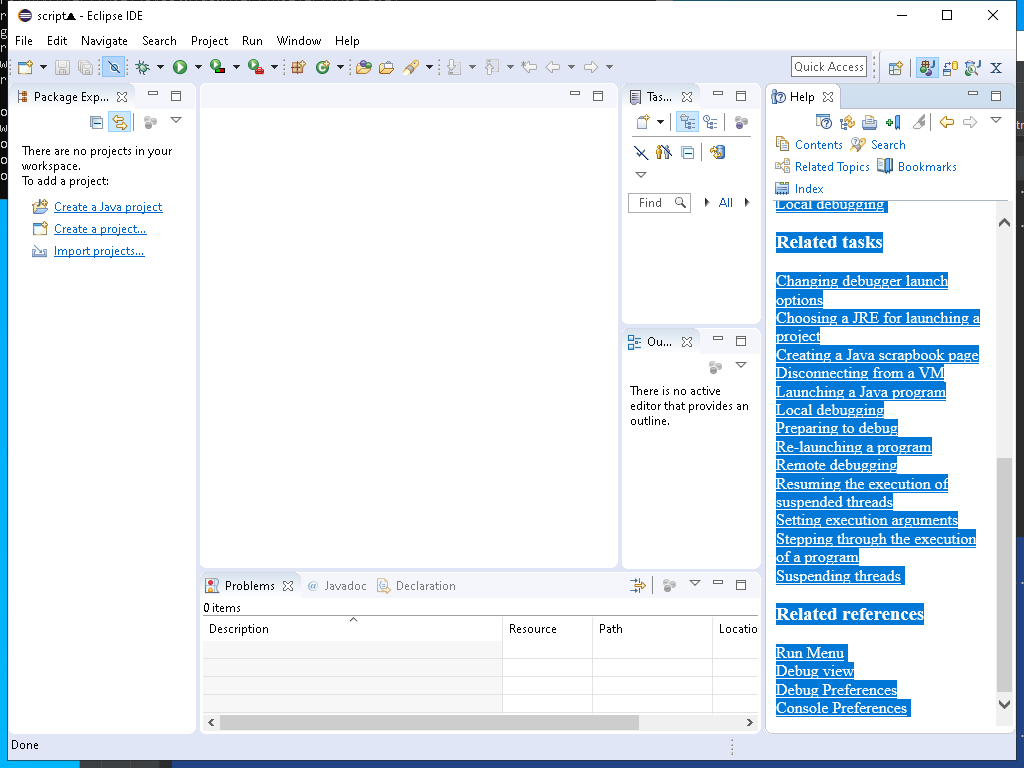 script▲ - Eclipse IDE
File Edit Navigate Search Project Run Window Help
Quick Access
Package Exp...
There are no projects in your
workspace.
To add a project:
Create a Java project
Create a project...
Import projects...
Tas...
Find
All
Ou...
There is no active
editor that provides an
outline.
Problems @ Javadoc Declaration
0 items
Description Resource Path Locatio
Help
Contents Search
Related Topics Bookmarks
Index
Local debugging
Related tasks
Changing debugger launch
options
Choosing a JRE for launching a
project
Creating a Java scrapbook page
Disconnecting from a VM
Launching a Java program
Local debugging
Preparing to debug
Re-launching a program
Remote debugging
Resuming the execution of
suspended threads
Setting execution arguments
Stepping through the execution
of a program
Suspending threads
Related references
Run Menu
Debug view
Debug Preferences
Console Preferences
Done